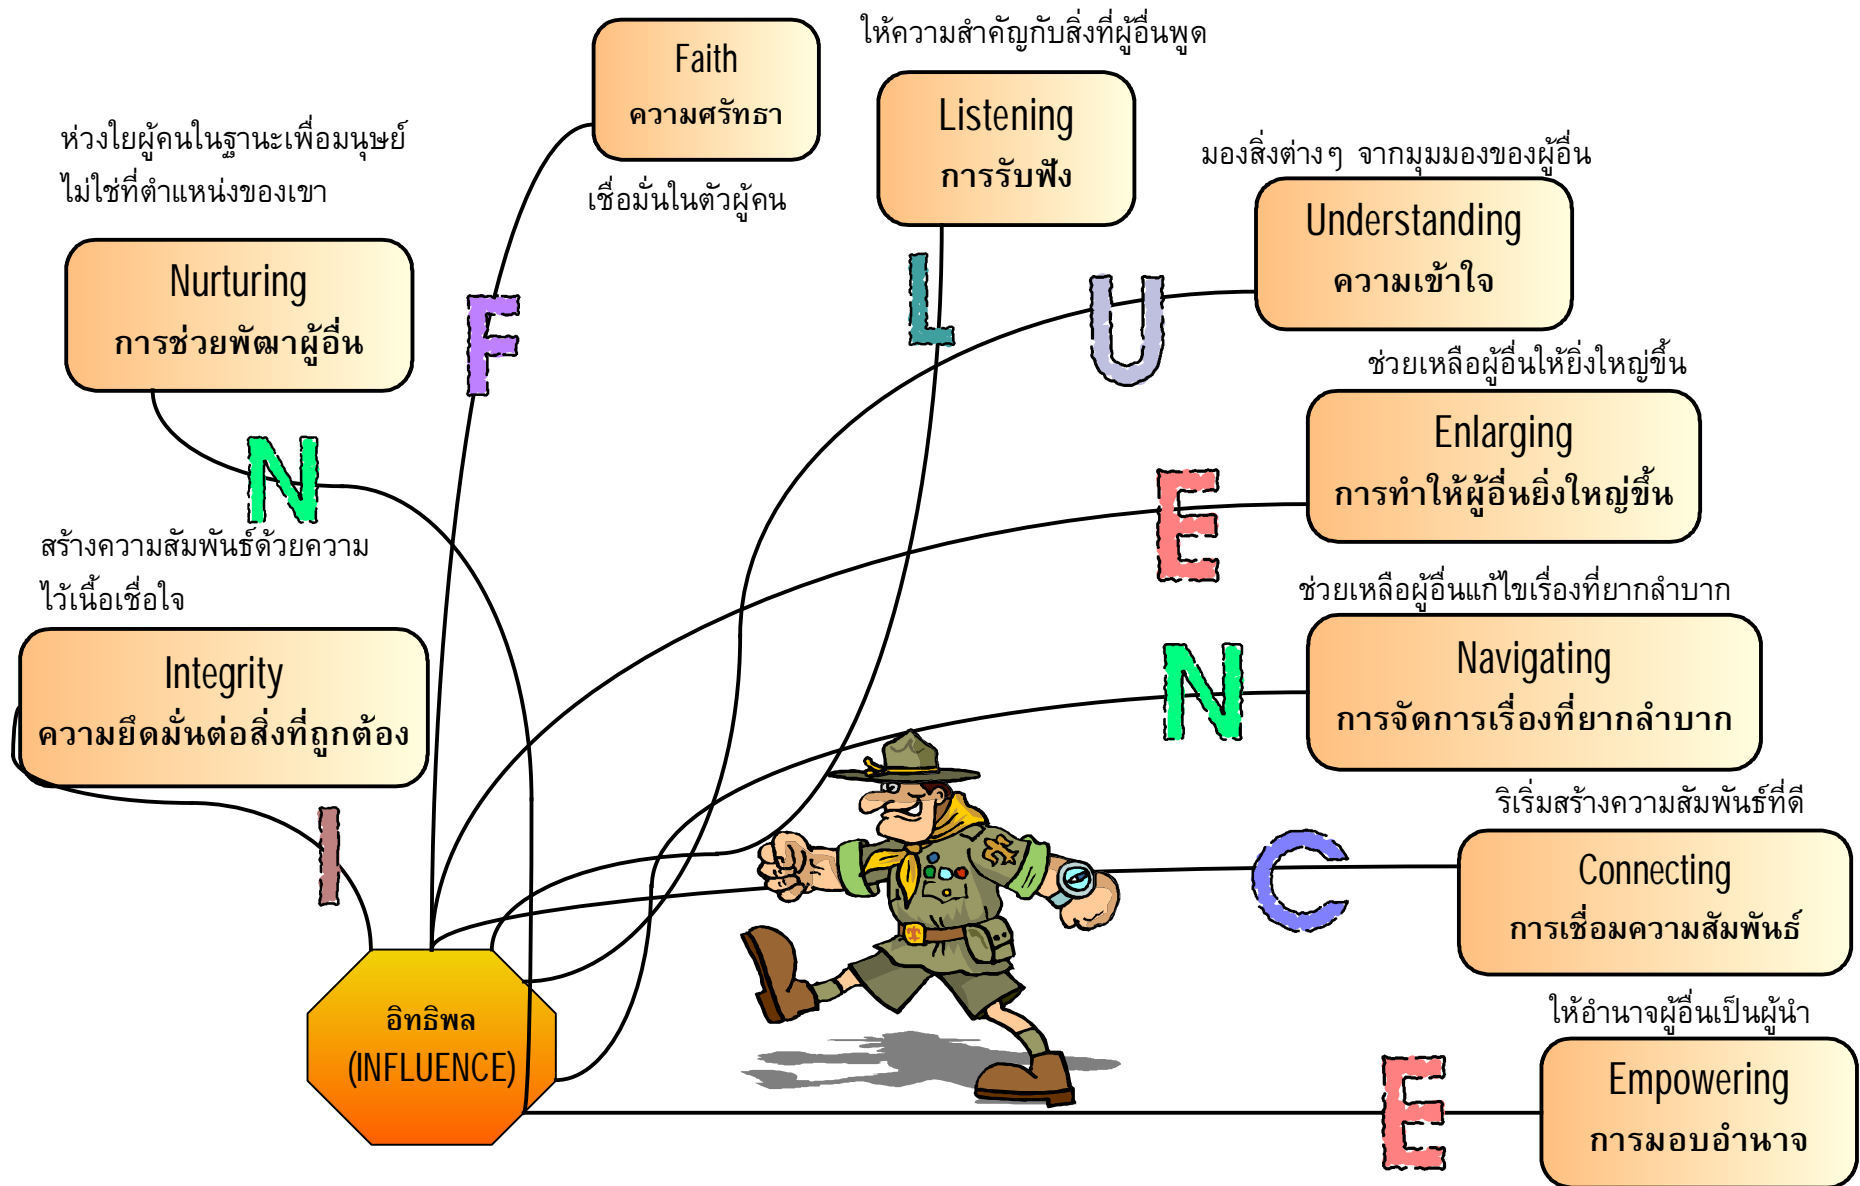 อิทธิพล
(INFLUENCE)
I
สร้างความสัมพันธ์ด้วยความ
ไว้เนื้อเชื่อใจ
Integrity
ความยึดมั่นต่อสิ่งที่ถูกต้อง
N
ห่วงใยผู้คนในฐานะเพื่อมนุษย์
ไม่ใช่ที่ตำแหน่งของเขา
Nurturing
การช่วยพัฒาผู้อื่น
F
Faith
ความศรัทธา
เชื่อมั่นในตัวผู้คน
L
ให้ความสำคัญกับสิ่งที่ผู้อื่นพูด
Listening
การรับฟัง
U
มองสิ่งต่างๆ จากมุมมองของผู้อื่น
Understanding
ความเข้าใจ
E
ช่วยเหลือผู้อื่นให้ยิ่งใหญ่ขึ้น
Enlarging
การทำให้ผู้อื่นยิ่งใหญ่ขึ้น
N
ช่วยเหลือผู้อื่นแก้ไขเรื่องที่ยากลำบาก
Navigating
การจัดการเรื่องที่ยากลำบาก
C
ริเริ่มสร้างความสัมพันธ์ที่ดี
Connecting
การเชื่อมความสัมพันธ์
E
ให้อำนาจผู้อื่นเป็นผู้นำ
Empowering
การมอบอำนาจ